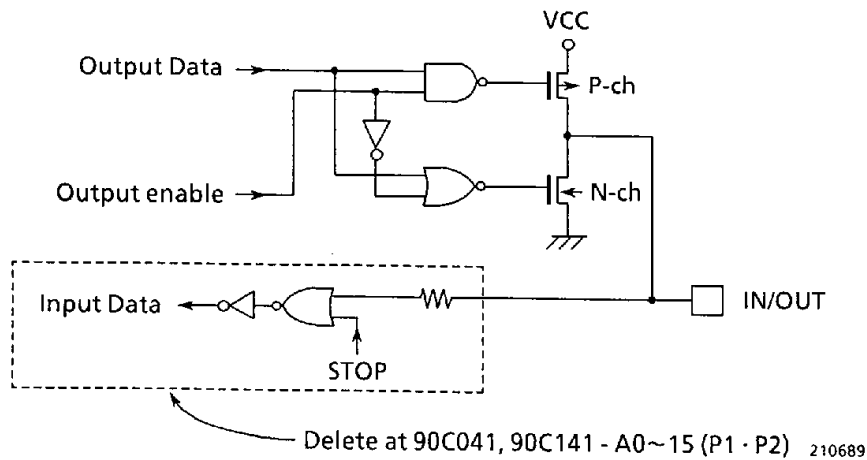 VCC
Output Data
P-ch
Output enable
N-ch
Input Data
IN/OUT
STOP
Delete at 90C041, 90C141 - A0~15 (P1 · P2)
210689